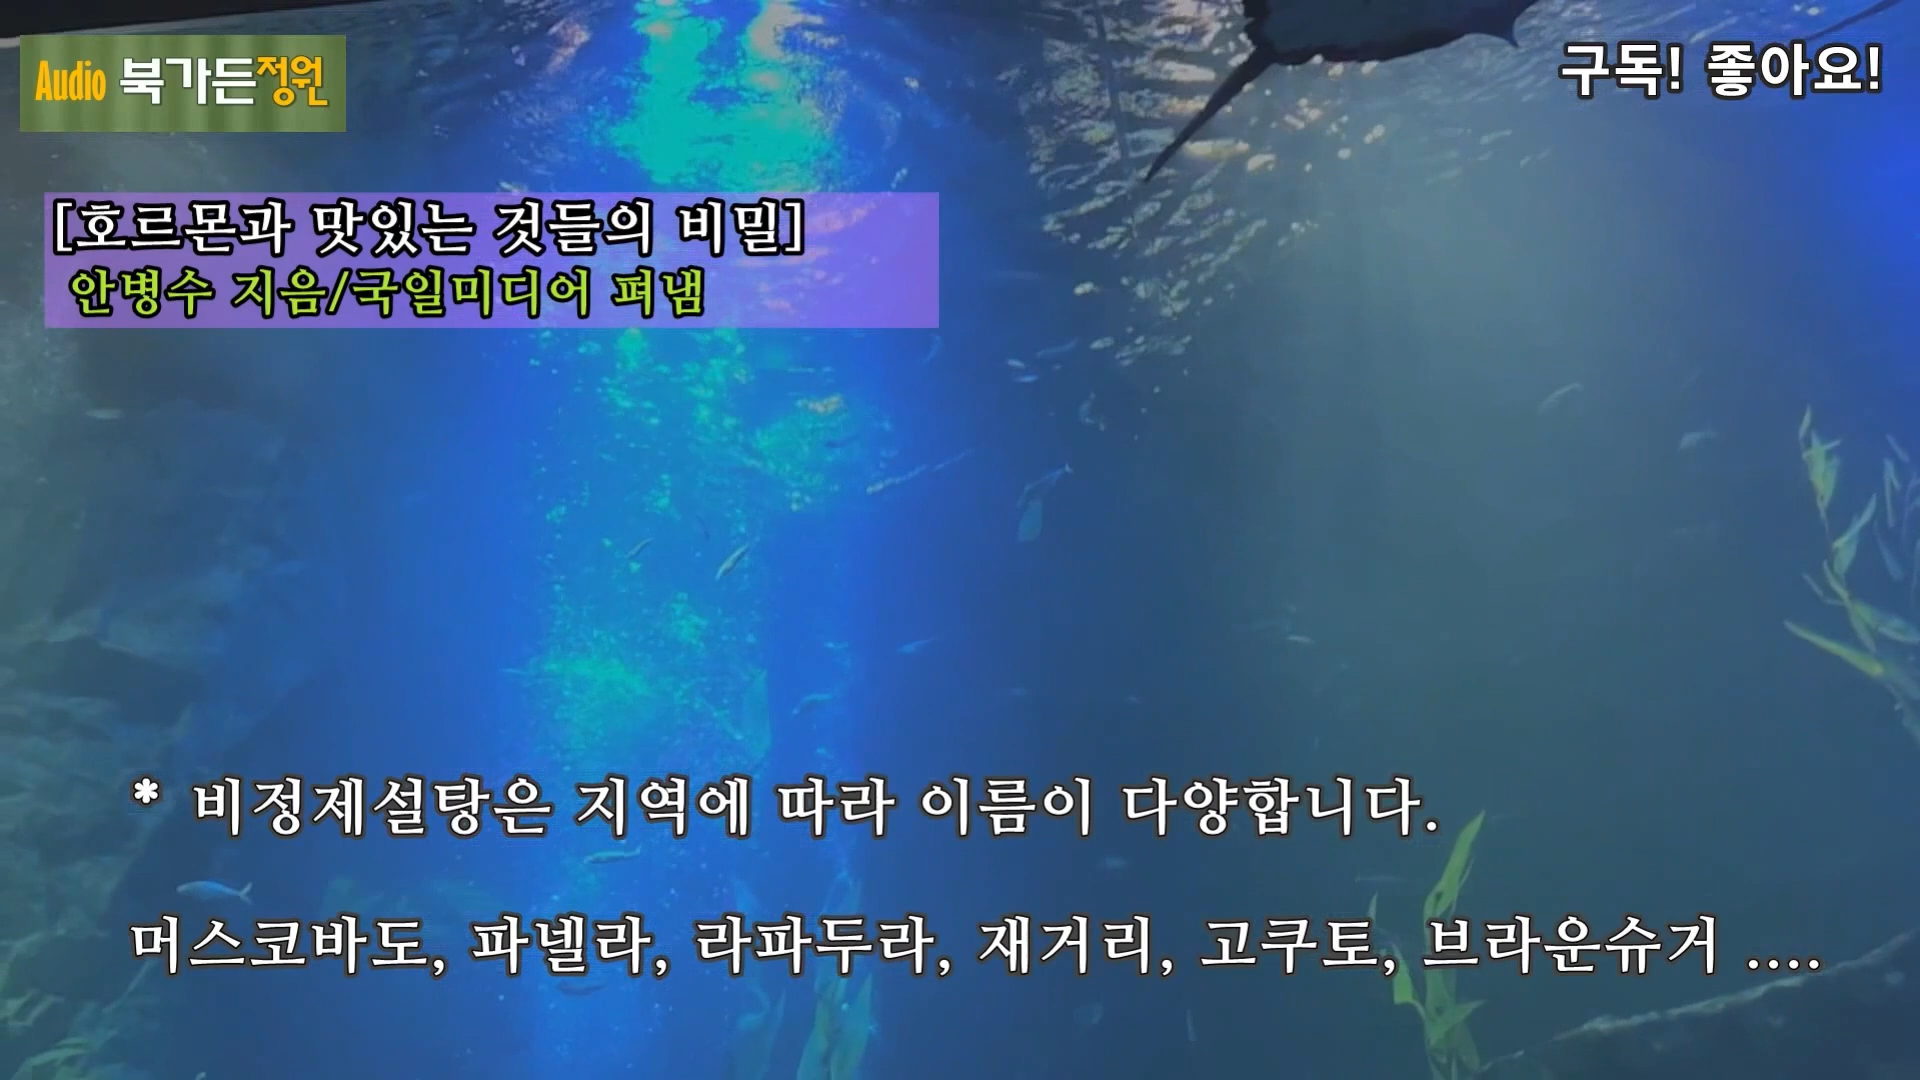 Audio 북가든정원
구독! 좋아요!
[호르몬과 맛있는 것들의 비밀]
안병수 지음/국일미디어 펴냄
* 비정제설탕은 지역에 따라 이름이 다양합니다.
머스코바도, 파넬라, 라파두라, 재거리, 고쿠토, 브라운슈거 ....